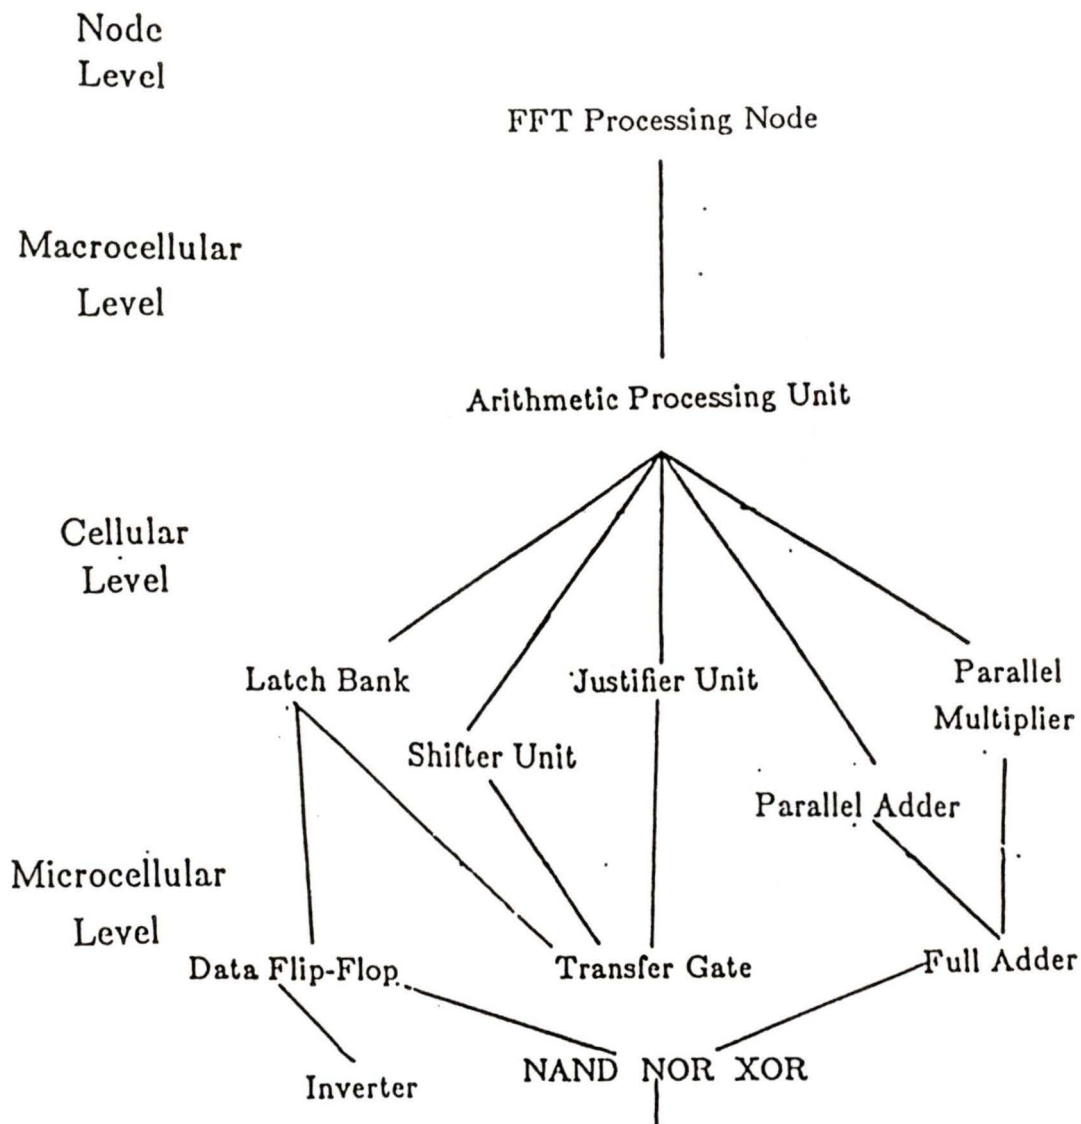 Node
Level
FFT Processing Node
Macrocellular
Level
Arithmetic Processing Unit
Cellular
Level
Latch Bank
Justifier Unit
Parallel
Multiplier
Shifter Unit
Parallel Adder
Microcellular
Level
Data Flip-Flop
Transfer Gate
Full Adder
NAND NOR XOR
Inverter